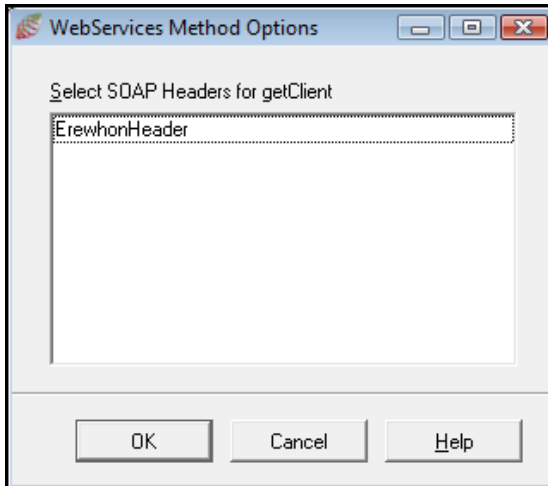 WebServices Method Options
Select SOAP Headers for getClient
ErewhonHeader
OK
Cancel
Help